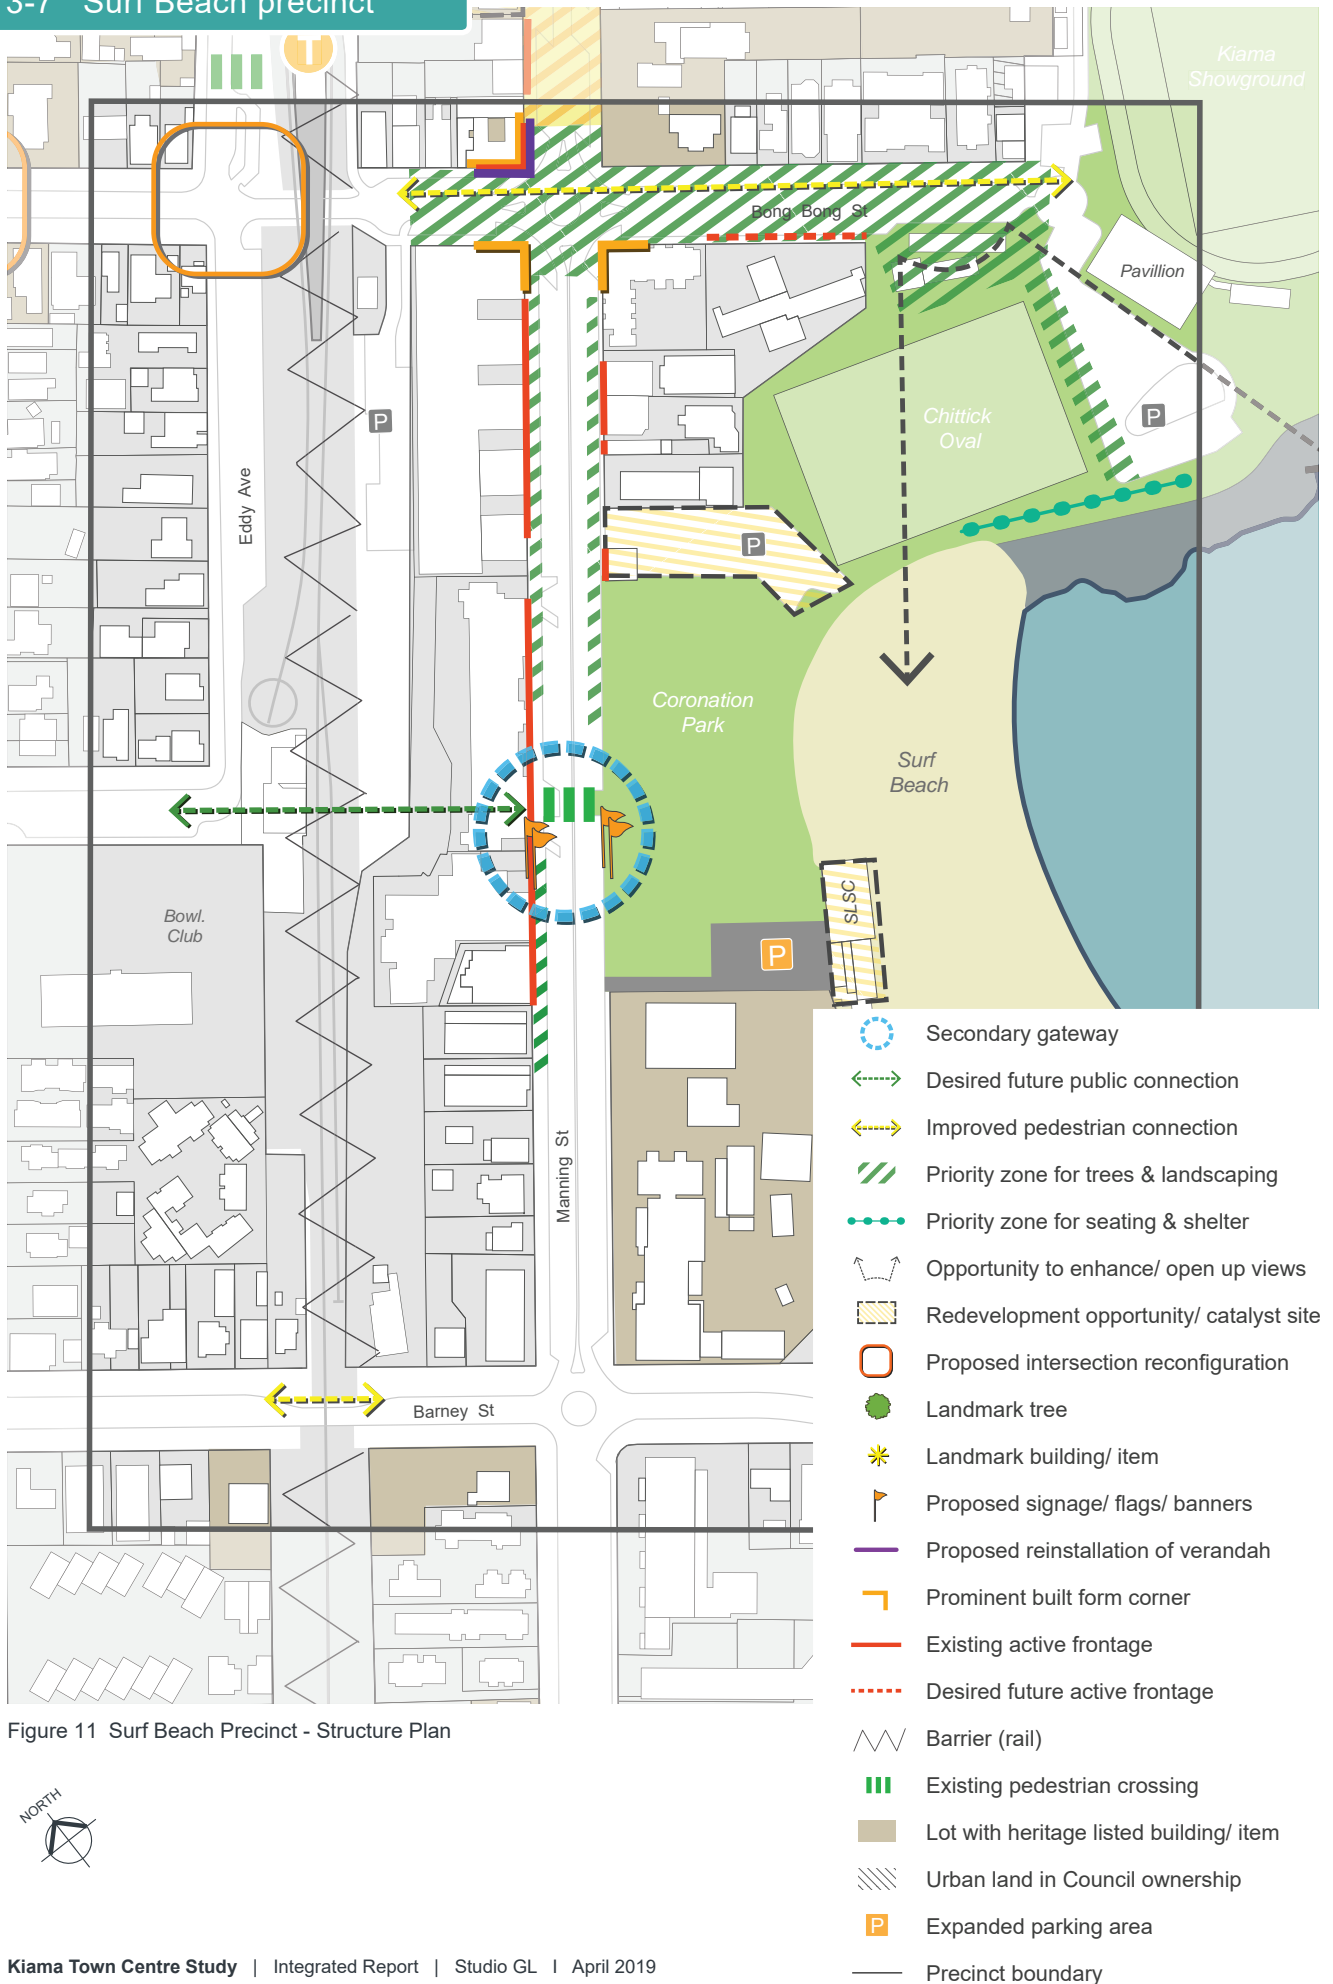 3-7 Surf Beach precinct
T
Kiama
Showground
Bong Bong St
Pavillion
P
P
Chittick
Oval
Eddy Ave
P
Coronation
Park
Surf
Beach
SLSC
Bowl.
Club
P
Manning St
Barney St
Secondary gateway
Desired future public connection
Improved pedestrian connection
Priority zone for trees & landscaping
Priority zone for seating & shelter
Opportunity to enhance/ open up views
Redevelopment opportunity/ catalyst site
Proposed intersection reconfiguration
Landmark tree
Landmark building/ item
Proposed signage/ flags/ banners
Proposed reinstallation of verandah
Prominent built form corner
Existing active frontage
Desired future active frontage
Barrier (rail)
Existing pedestrian crossing
Lot with heritage listed building/ item
Urban land in Council ownership
P Expanded parking area
Precinct boundary
Figure 11 Surf Beach Precinct - Structure Plan
NORTH
Kiama Town Centre Study | Integrated Report | Studio GL I April 2019